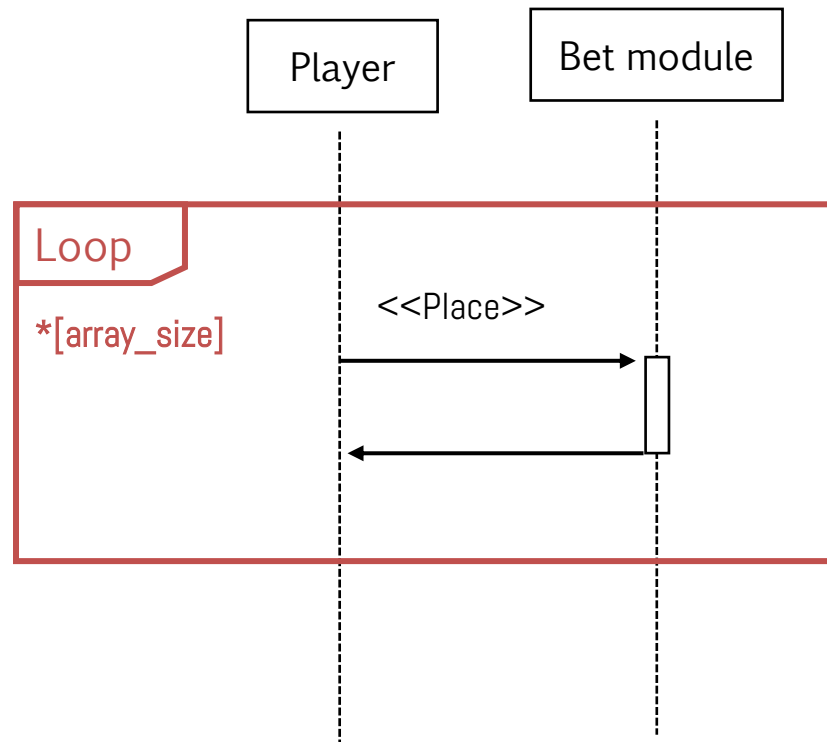 Player
Bet module
Loop
*[array_size]
<<Place>>